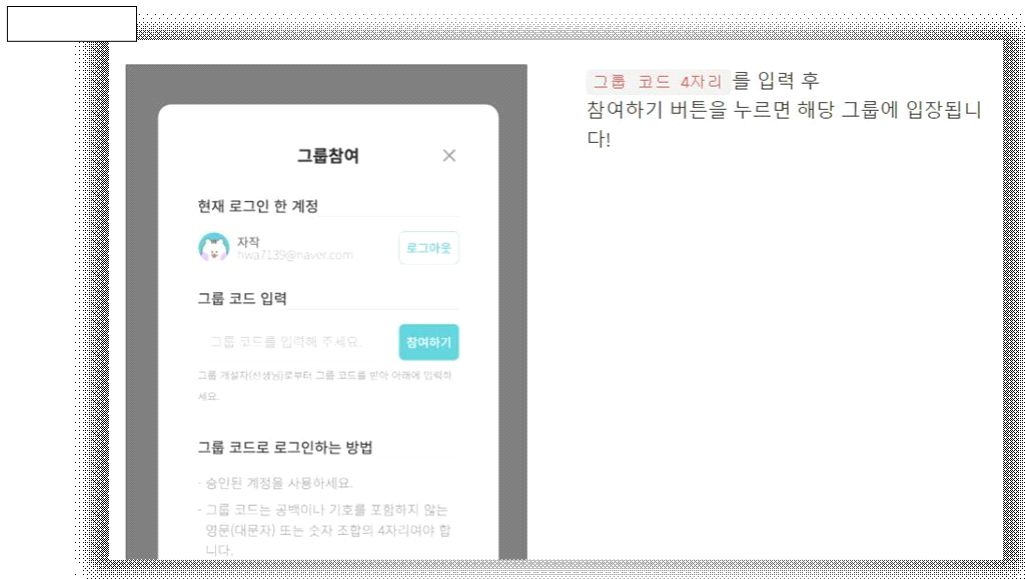 그룹참여
현재 로그인 한 계정
자작
hwa7139@naver.com
로그아웃
그룹 코드 입력
그룹 코드를 입력해 주세요.
참여하기
그룹 개설자(선생님)로부터 그룹 코드를 받아 아래에 입력하
세요.
그룹 코드로 로그인하는 방법
· 승인된 계정을 사용하세요.
- 그룹 코드는 공백이나 기호를 포함하지 않는
영문(대문자) 또는 숫자 조합의 4자리여야 합
니다.
그룹 코드 4자리를 입력 후
참여하기 버튼을 누르면 해당 그룹에 입장됩니
다!